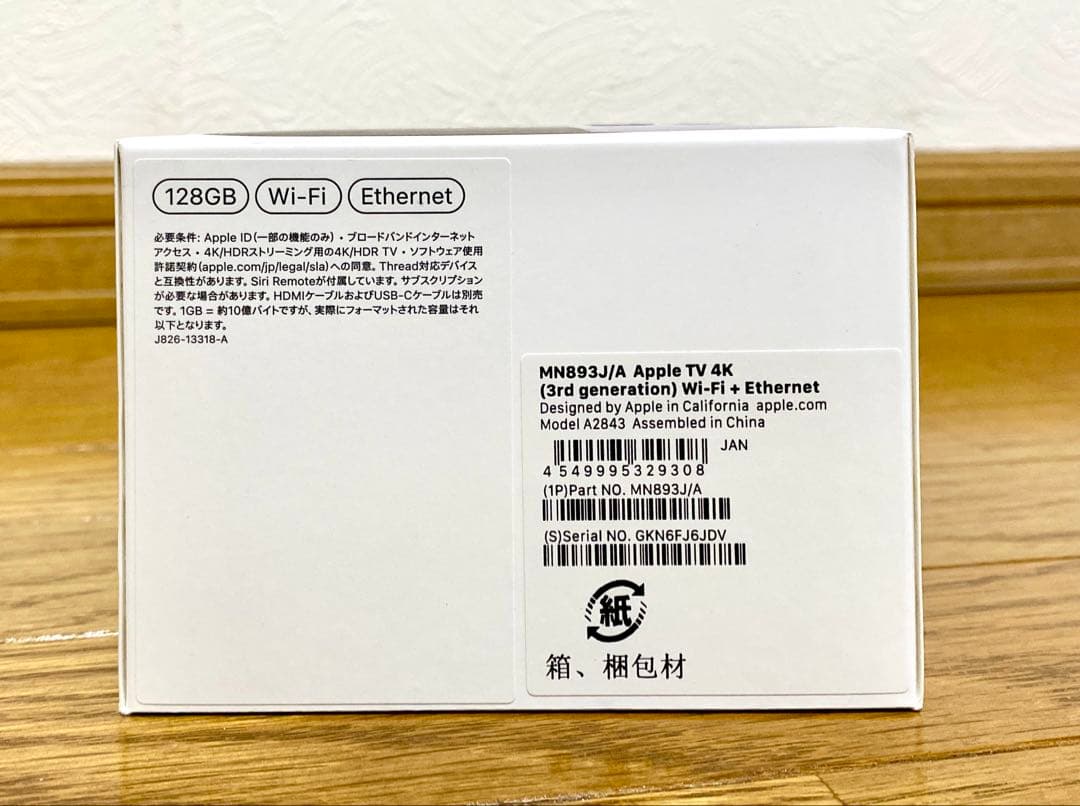 128GB Wi-Fi Ethernet
必要条件: Apple ID（一部の機能のみ）・ブロードバンドインターネット
アクセス・4K/HDRストリーミング用の4K/HDR TV・ソフトウェア使用
許諾契約（apple.com/jp/legal/sla）への同意。Thread対応デバイス
と互換性があります。Siri Remoteが付属しています。サブスクリプション
が必要な場合があります。HDMIケーブルおよびUSB-Cケーブルは別売
です。1GB = 約10億バイトですが、実際にフォーマットされた容量はそれ
以下となります。
J826-13318-A
MN893J/A Apple TV 4K
(3rd generation) Wi-Fi + Ethernet
Designed by Apple in California apple.com
Model A2843 Assembled in China
JAN
4 549995 329308
(1P)Part NO. MN893J/A
(S)Serial NO. GKN6FJ6JDV
紙
箱、梱包材